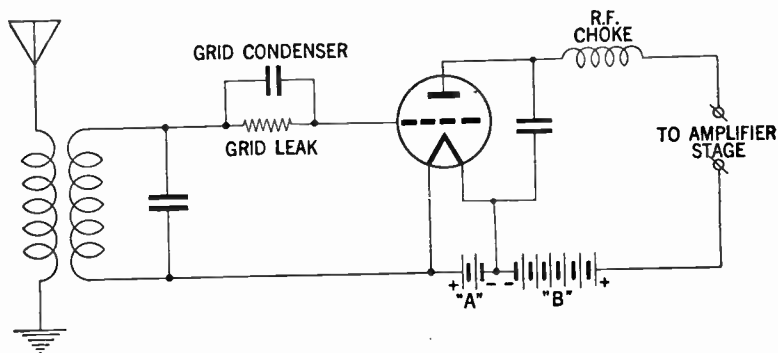 R.F.
CHOKE
GRID CONDENSER
GRID LEAK
TO AMPLIFIER
STAGE
+ - - +
"A" "B"